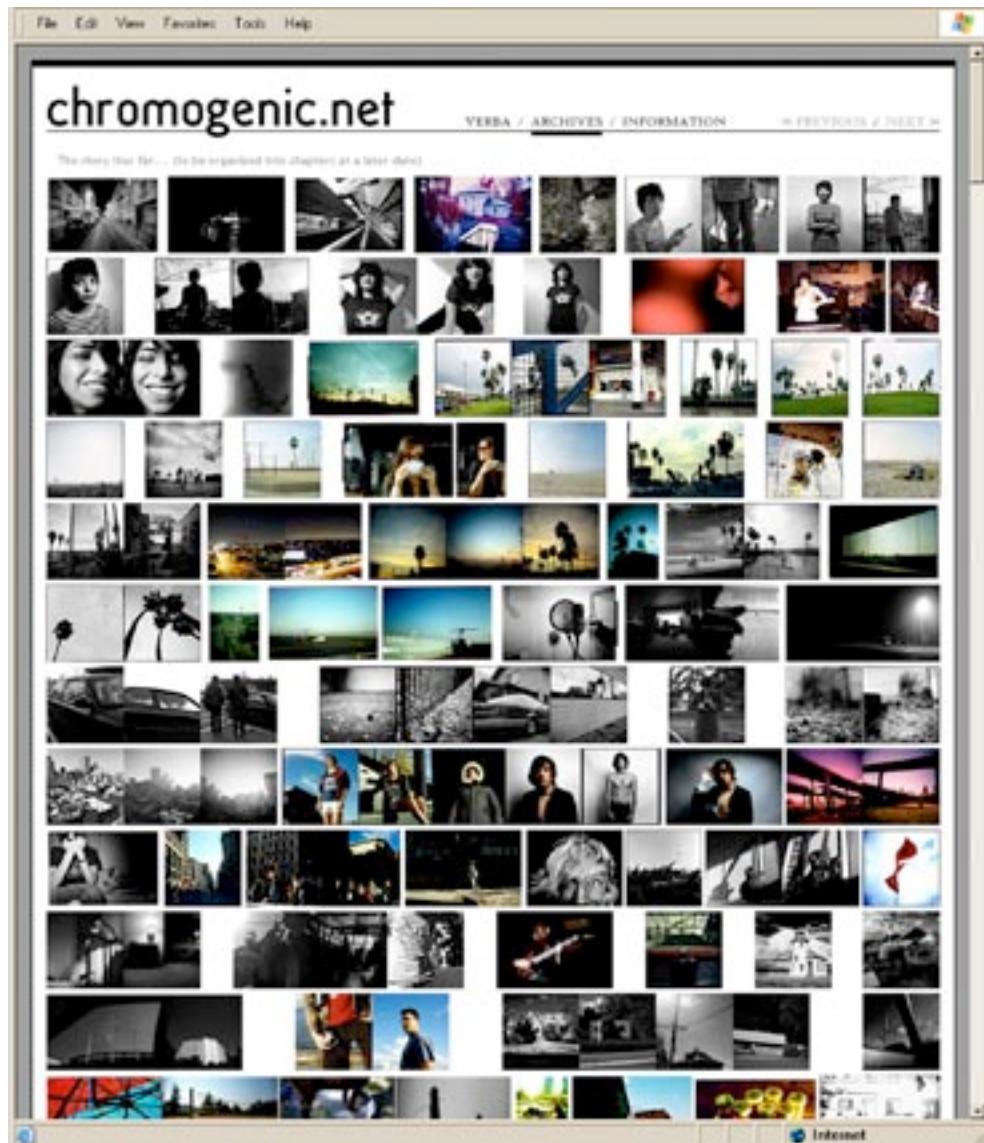 File Edit View Favorites Tools Help
chromogenic.net
VERBA / ARCHIVES / INFORMATION
« PREVIOUS / NEXT »
The story thus far... (to be organized into chapters at a later date)
Internet